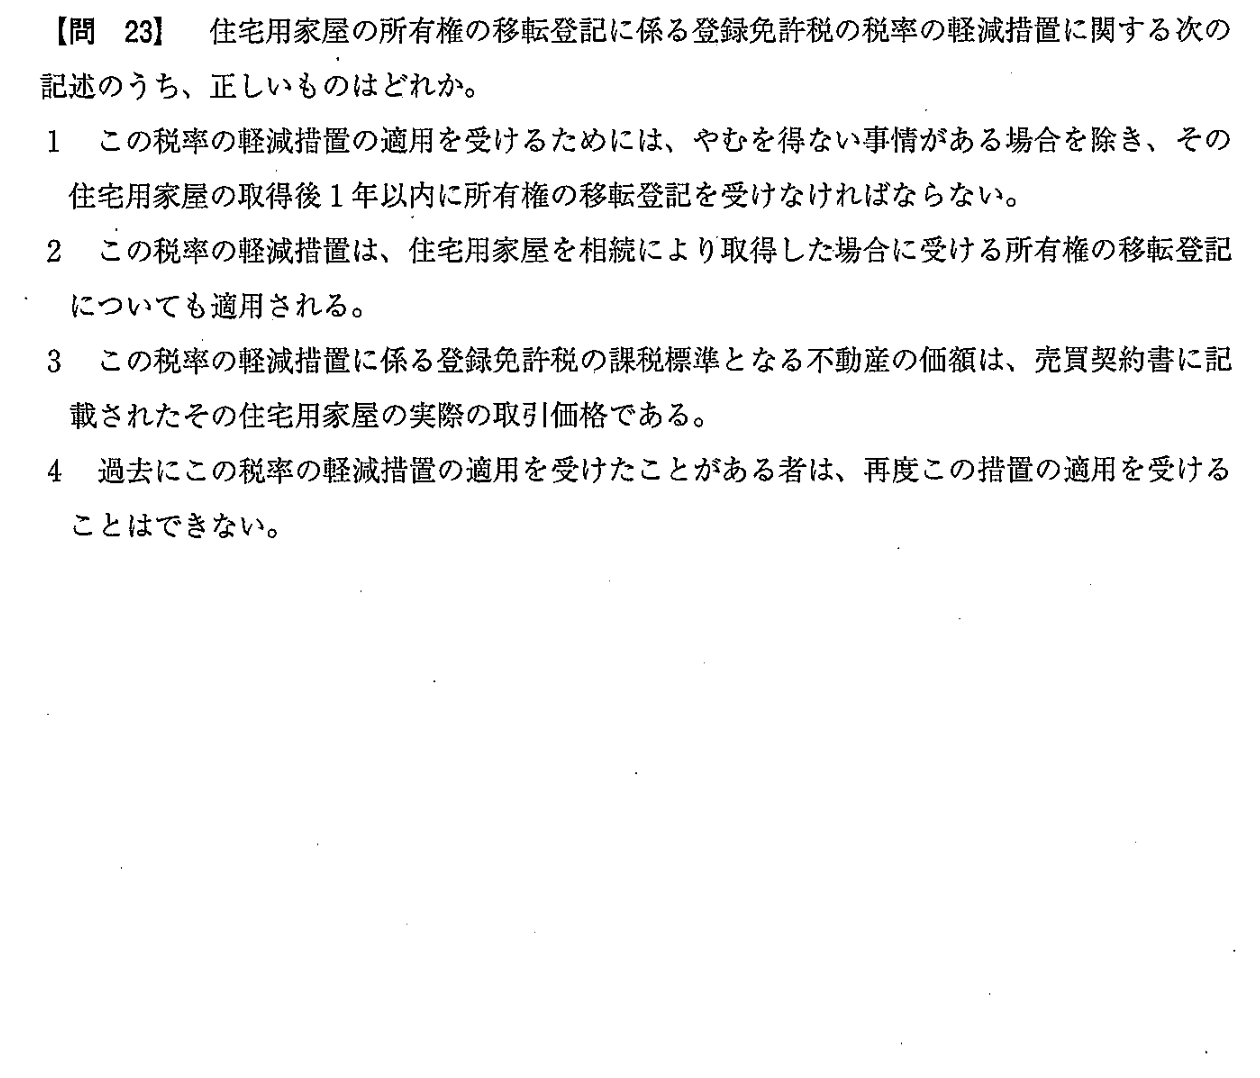 【問　23】　住宅用家屋の所有権の移転登記に係る登録免許税の税率の軽減措置に関する次の
記述のうち、正しいものはどれか。
1　この税率の軽減措置の適用を受けるためには、やむを得ない事情がある場合を除き、その
住宅用家屋の取得後1年以内に所有権の移転登記を受けなければならない。
2　この税率の軽減措置は、住宅用家屋を相続により取得した場合に受ける所有権の移転登記
についても適用される。
3　この税率の軽減措置に係る登録免許税の課税標準となる不動産の価額は、売買契約書に記
載されたその住宅用家屋の実際の取引価格である。
4　過去にこの税率の軽減措置の適用を受けたことがある者は、再度この措置の適用を受ける
ことはできない。